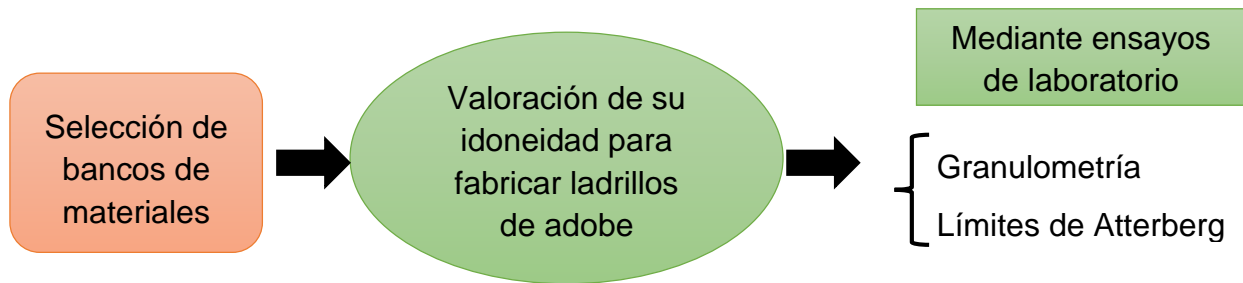 Selección de
bancos de
materiales
Valoración de su
idoneidad para
fabricar ladrillos
de adobe
Mediante ensayos
de laboratorio
Granulometría
Límites de Atterberg